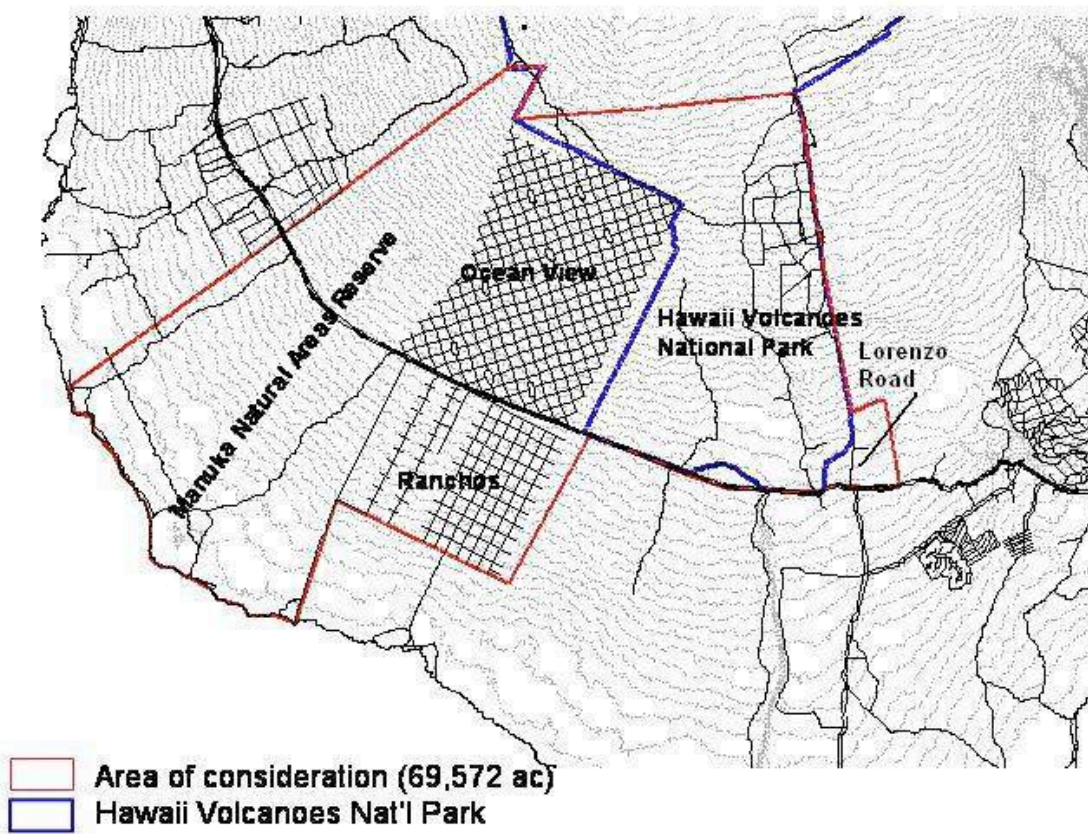 Ocean View
Manuka Natural Areas Reserve
Hawaii Volcanoes
National Park
Lorenzo
Road
Ranchos
Area of consideration (69,572 ac)
Hawaii Volcanoes Nat'l Park